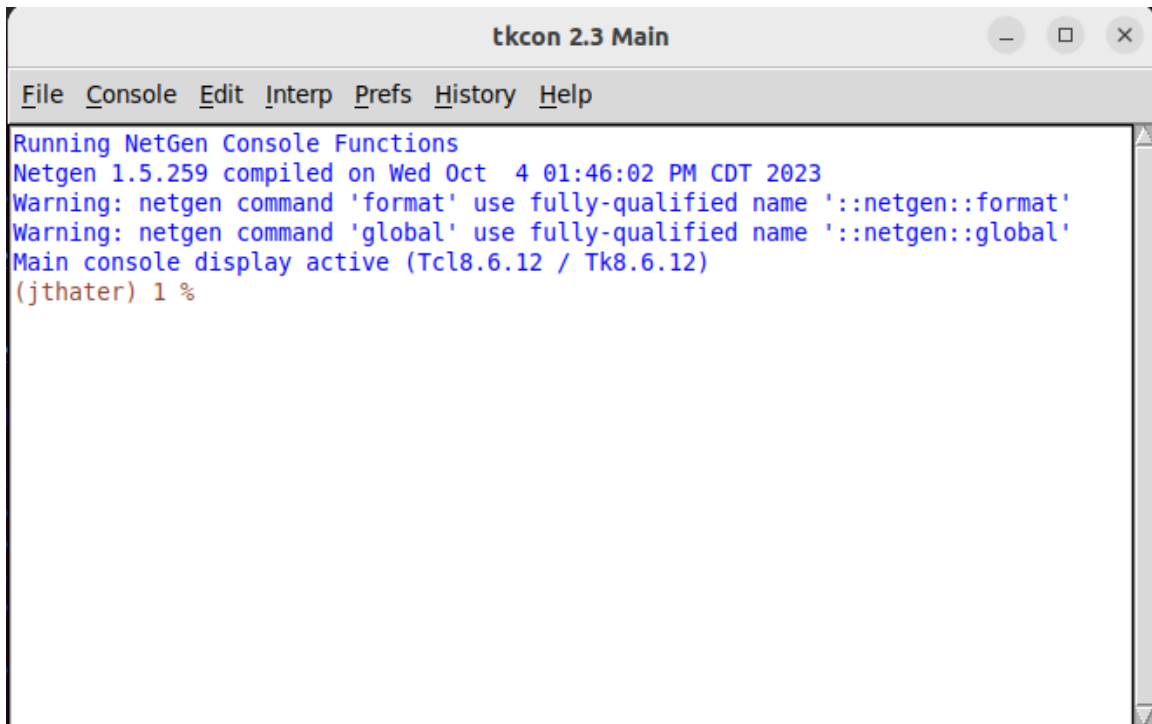 tkcon 2.3 Main
File Console Edit Interp Prefs History Help
Running NetGen Console Functions
Netgen 1.5.259 compiled on Wed Oct  4 01:46:02 PM CDT 2023
Warning: netgen command 'format' use fully-qualified name '::netgen::format'
Warning: netgen command 'global' use fully-qualified name '::netgen::global'
Main console display active (Tcl8.6.12 / Tk8.6.12)
(jthater) 1 %